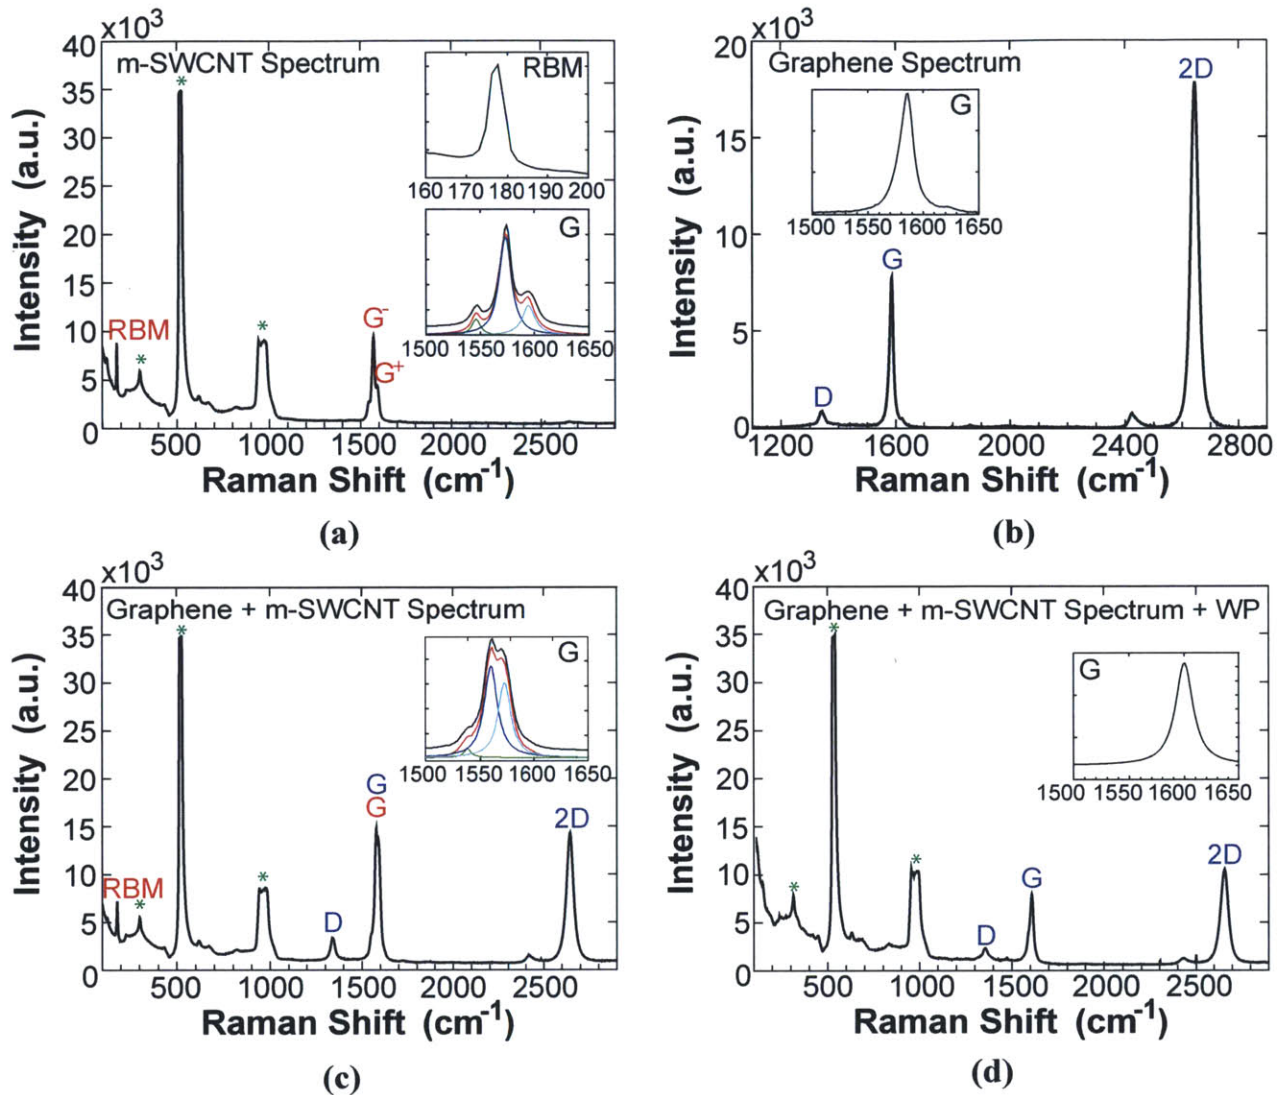 x10³
40
35
30
25
20
15
10
5
0
Intensity (a.u.)
m-SWCNT Spectrum
*
RBM
*
*
G⁻
G⁺
RBM
160 170 180 190 200
G
1500 1550 1600 1650
500 1000 1500 2000 2500
Raman Shift (cm⁻¹)
(a)
x10³
20
15
10
5
0
Intensity (a.u.)
Graphene Spectrum
G
1500 1550 1600 1650
D
G
2D
1200 1600 2000 2400 2800
Raman Shift (cm⁻¹)
(b)
x10³
40
35
30
25
20
15
10
5
0
Intensity (a.u.)
Graphene + m-SWCNT Spectrum
*
RBM
*
*
D
G
G
2D
G
1500 1550 1600 1650
500 1000 1500 2000 2500
Raman Shift (cm⁻¹)
(c)
x10³
40
35
30
25
20
15
10
5
0
Intensity (a.u.)
Graphene + m-SWCNT Spectrum + WP
*
*
*
D
G
2D
G
1500 1550 1600 1650
500 1000 1500 2000 2500
Raman Shift (cm⁻¹)
(d)